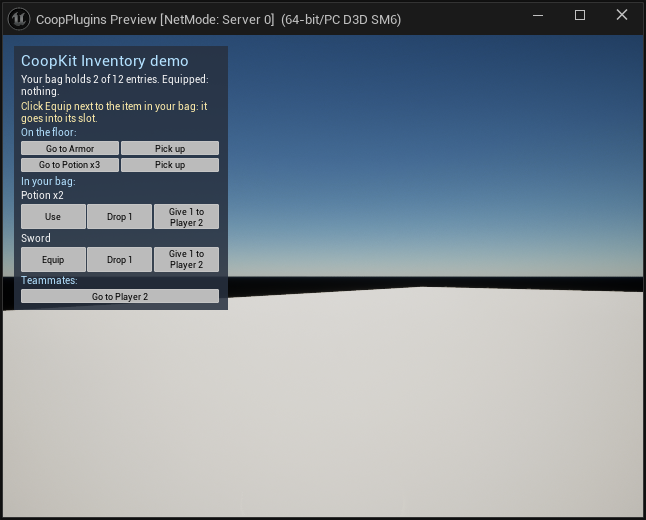 CoopPlugins Preview [NetMode: Server 0]  (64-bit/PC D3D SM6)
CoopKit Inventory demo
Your bag holds 2 of 12 entries. Equipped:
nothing.
Click Equip next to the item in your bag: it
goes into its slot.
On the floor:
Go to Armor
Pick up
Go to Potion x3
Pick up
In your bag:
Potion x2
Use
Drop 1
Give 1 to
Player 2
Sword
Equip
Drop 1
Give 1 to
Player 2
Teammates:
Go to Player 2